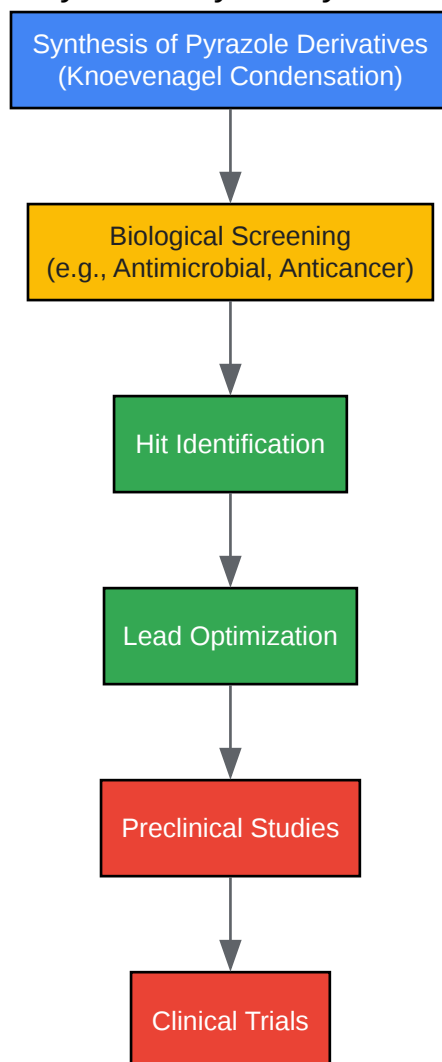 Synthesis of Pyrazole Derivatives
(Knoevenagel Condensation)
Biological Screening
(e.g., Antimicrobial, Anticancer)
Hit Identification
Lead Optimization
Preclinical Studies
Clinical Trials